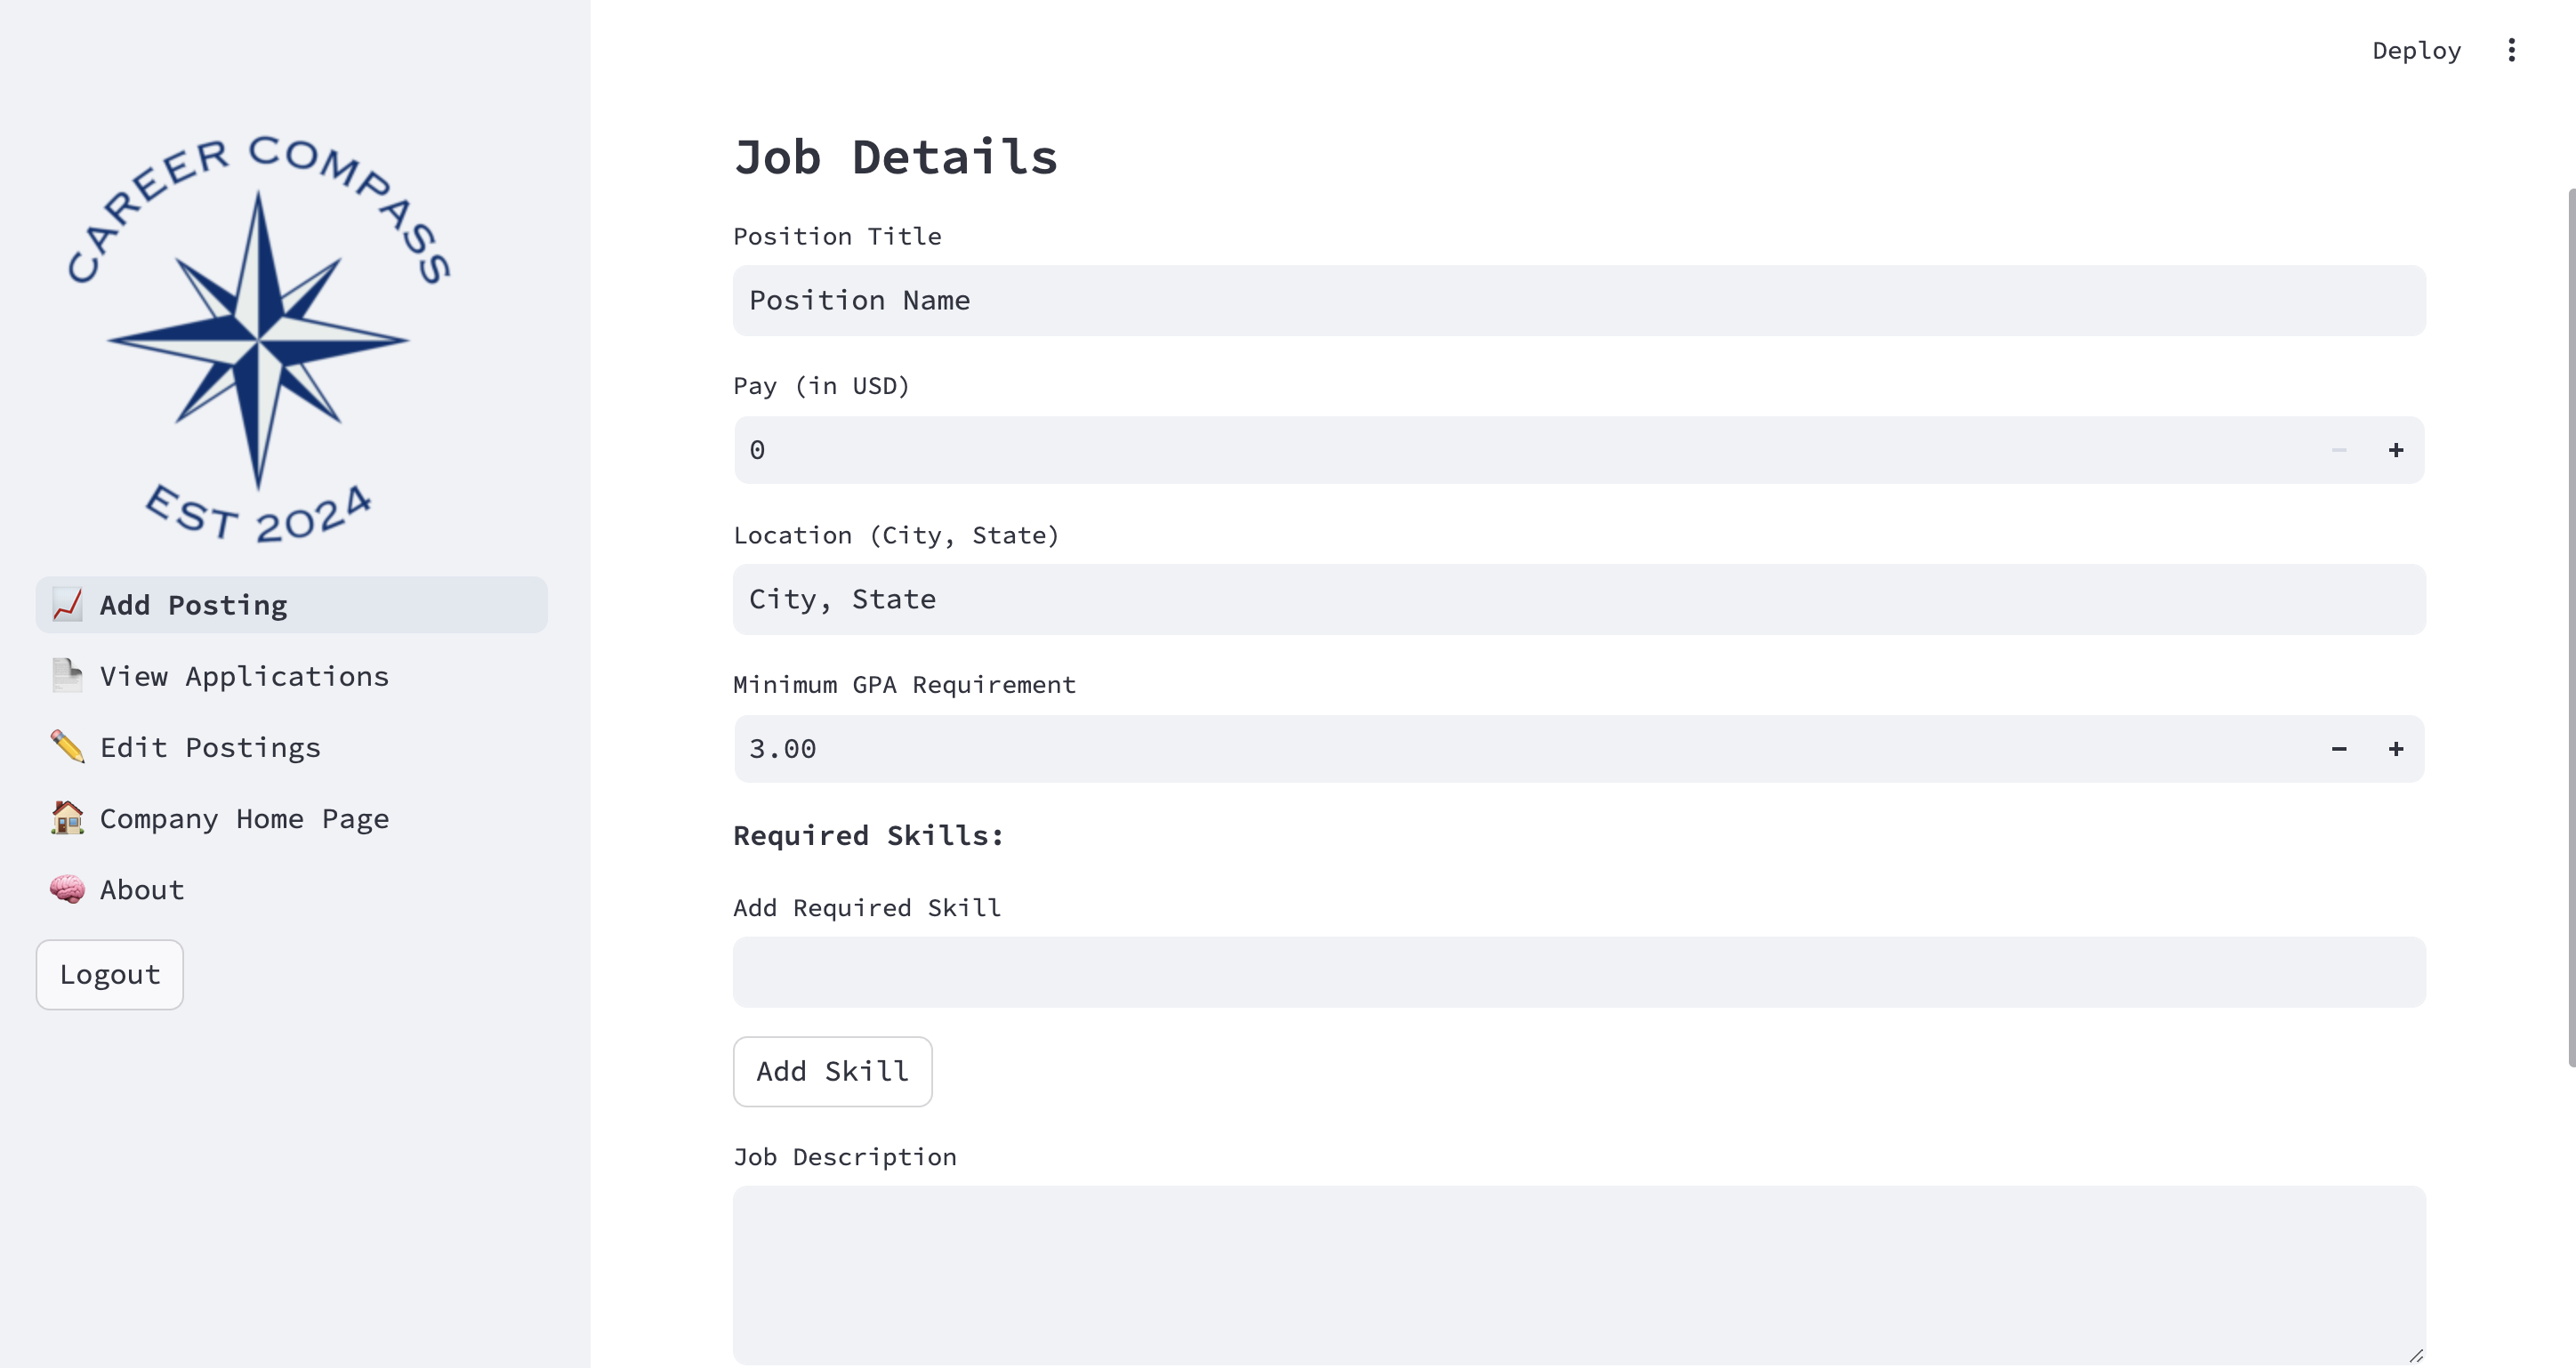 Deploy
CAREER COMPASS
EST 2024
Add Posting
View Applications
Edit Postings
Company Home Page
About
Logout
Job Details
Position Title
Position Name
Pay (in USD)
0
Location (City, State)
City, State
Minimum GPA Requirement
3.00
Required Skills:
Add Required Skill
Add Skill
Job Description